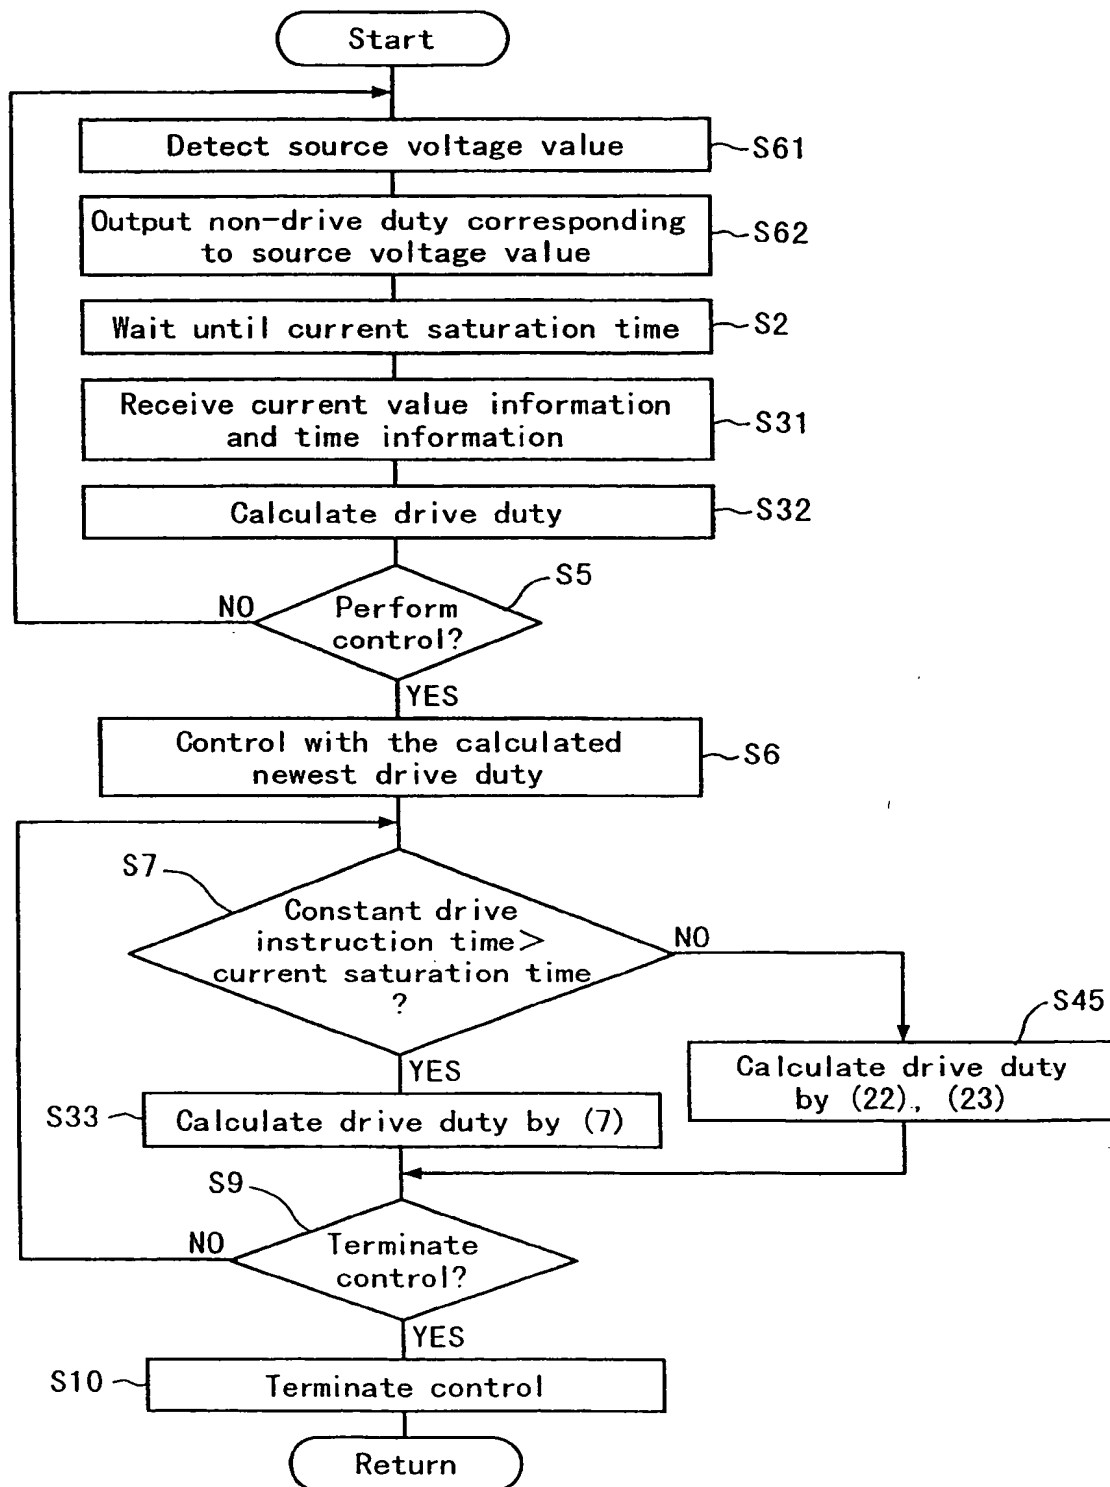 Start
Detect source voltage value
S61
Output non-drive duty corresponding
to source voltage value
S62
Wait until current saturation time
S2
Receive current value information
and time information
S31
Calculate drive duty
S32
S5
NO
Perform
control?
YES
Control with the calculated
newest drive duty
S6
S7
Constant drive
instruction time>
current saturation time
?
NO
S45
YES
Calculate drive duty
by (22), (23)
S33
Calculate drive duty by (7)
S9
NO
Terminate
control?
YES
S10
Terminate control
Return